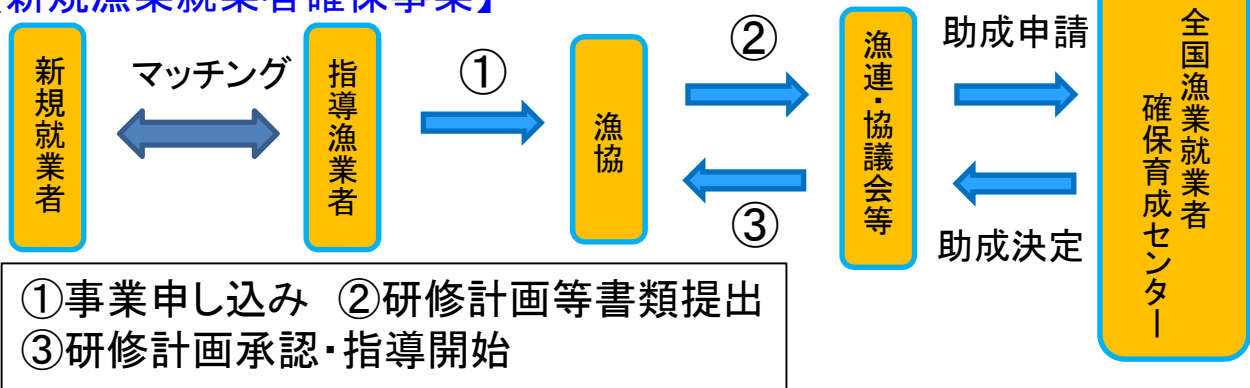 新規漁業就業者確保事業】
新規就業者
マッチング
指導漁業者
①
漁協
②
③
漁連・協議会等
助成申請
助成決定
全国漁業就業者
確保育成センター
①事業申し込み ②研修計画等書類提出
③研修計画承認・指導開始